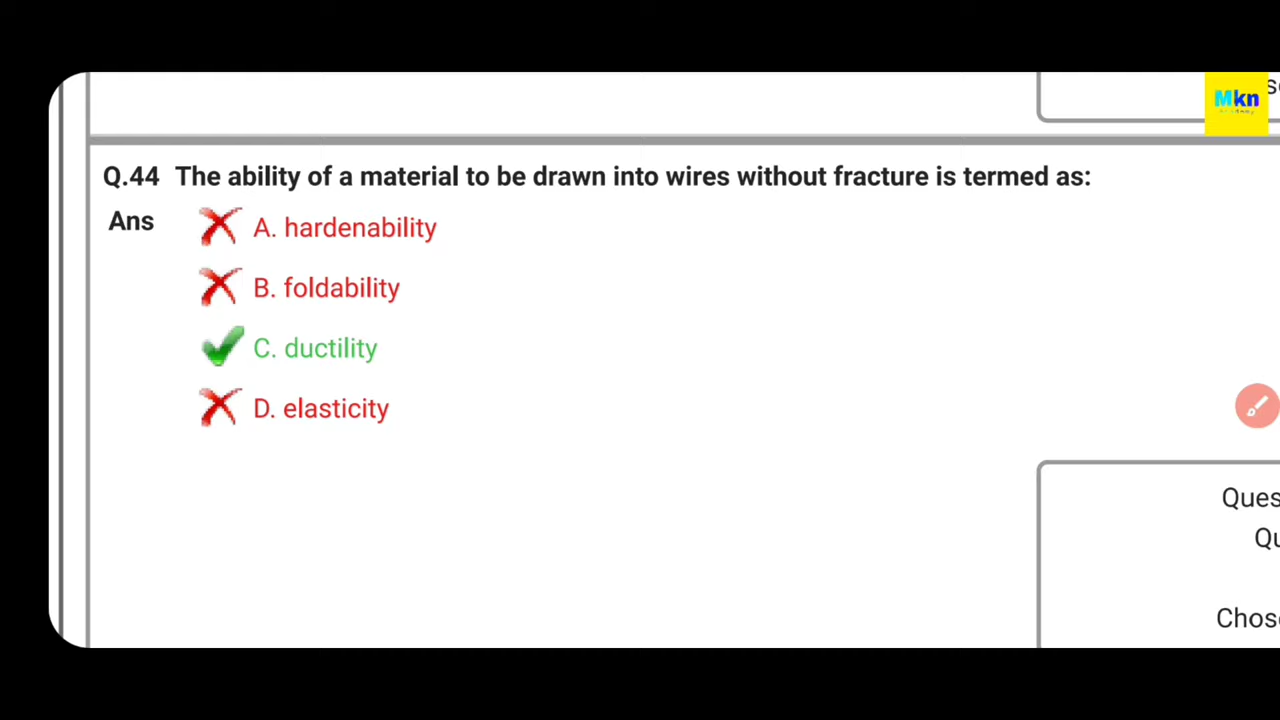 Mkn
Q.44 The ability of a material to be drawn into wires without fracture is termed as:
Ans
A. hardenability
B. foldability
C. ductility
D. elasticity
Ques
Qu
Chos